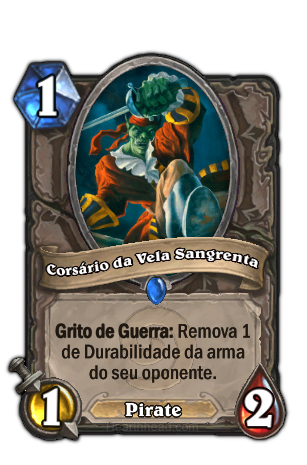 1
Corsário da Vela Sangrenta
Grito de Guerra: Remova 1
de Durabilidade da arma
do seu oponente.
1
Pirate
2